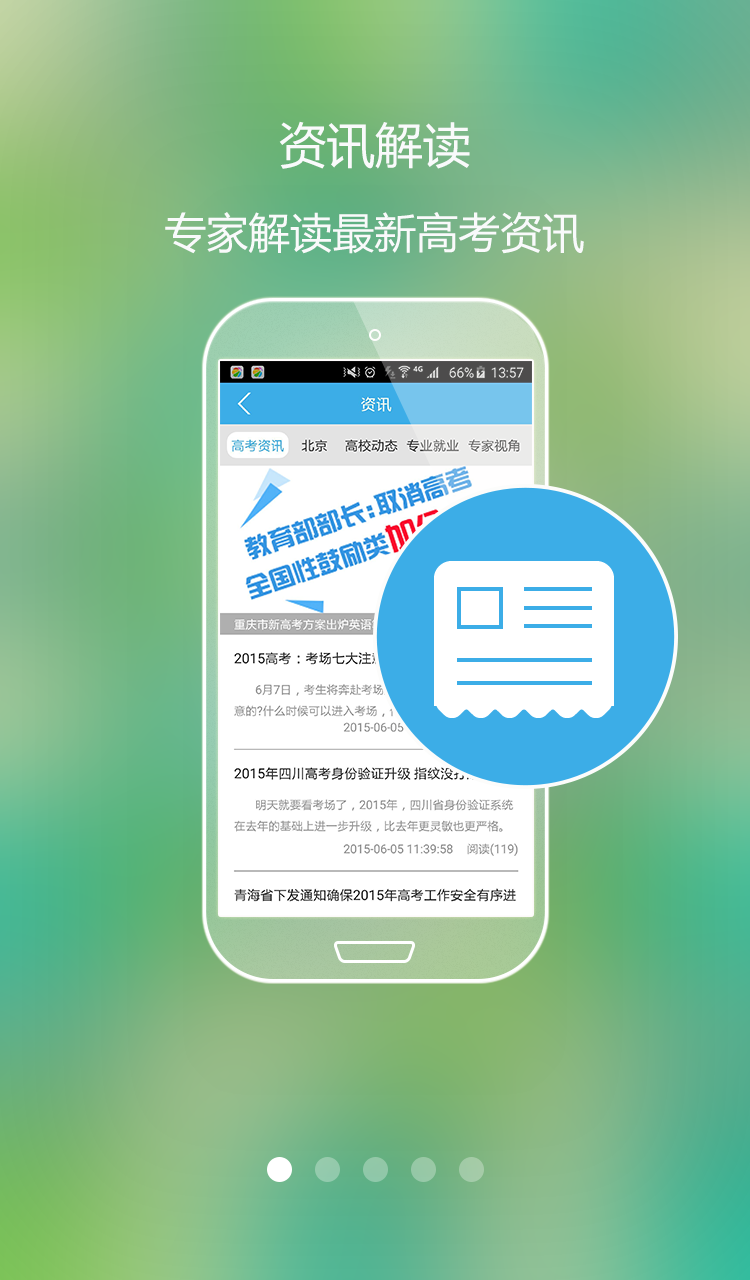 资讯解读
专家解读最新高考资讯
4G 66% 13:57
资讯
高考资讯 北京 高校动态 专业就业 专家视角
教育部部长:取消高考
全国性鼓励类加
重庆市新高考方案出炉英语
2015高考：考场七大注
6月7日，考生将奔赴考场
意的?什么时候可以进入考场，
2015-06-05
2015年四川高考身份验证升级 指纹没
明天就要看考场了，2015年，四川省身份验证系统
在去年的基础上进一步升级，比去年更灵敏也更严格。
2015-06-05 11:39:58 阅读(119)
青海省下发通知确保2015年高考工作安全有序进